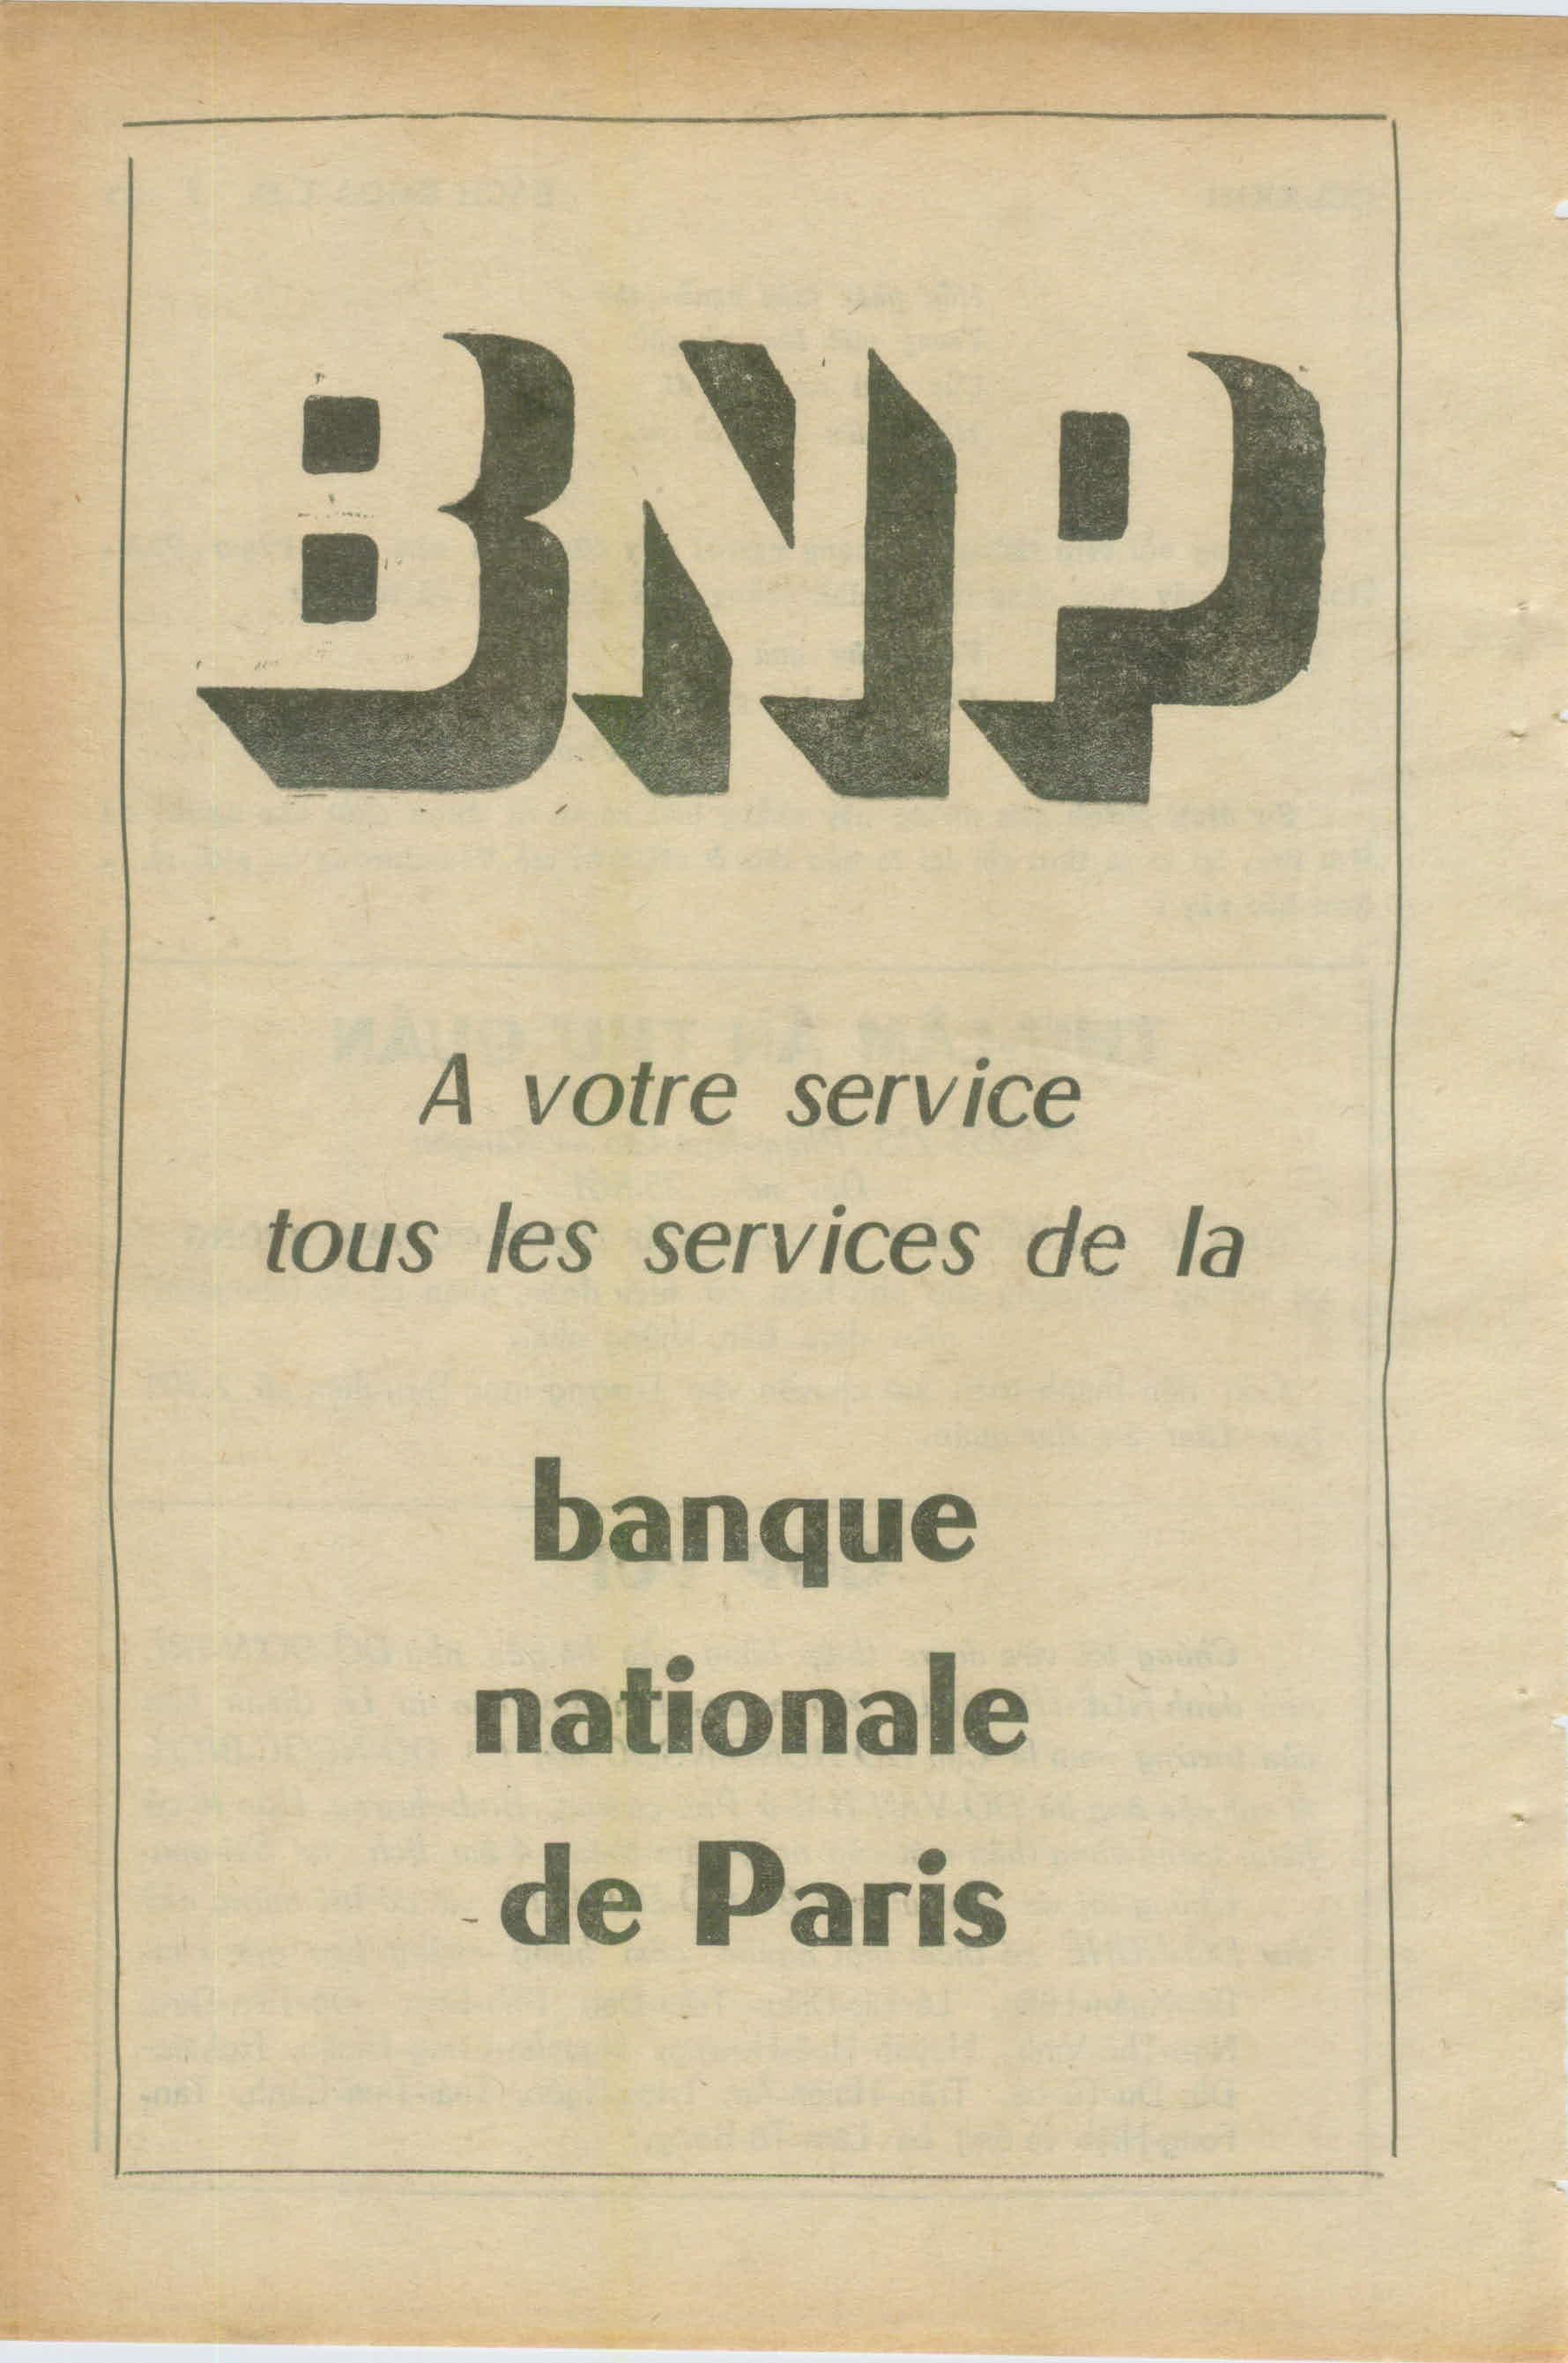 BNP
A votre service
tous les services de la
banque
nationale
de Paris